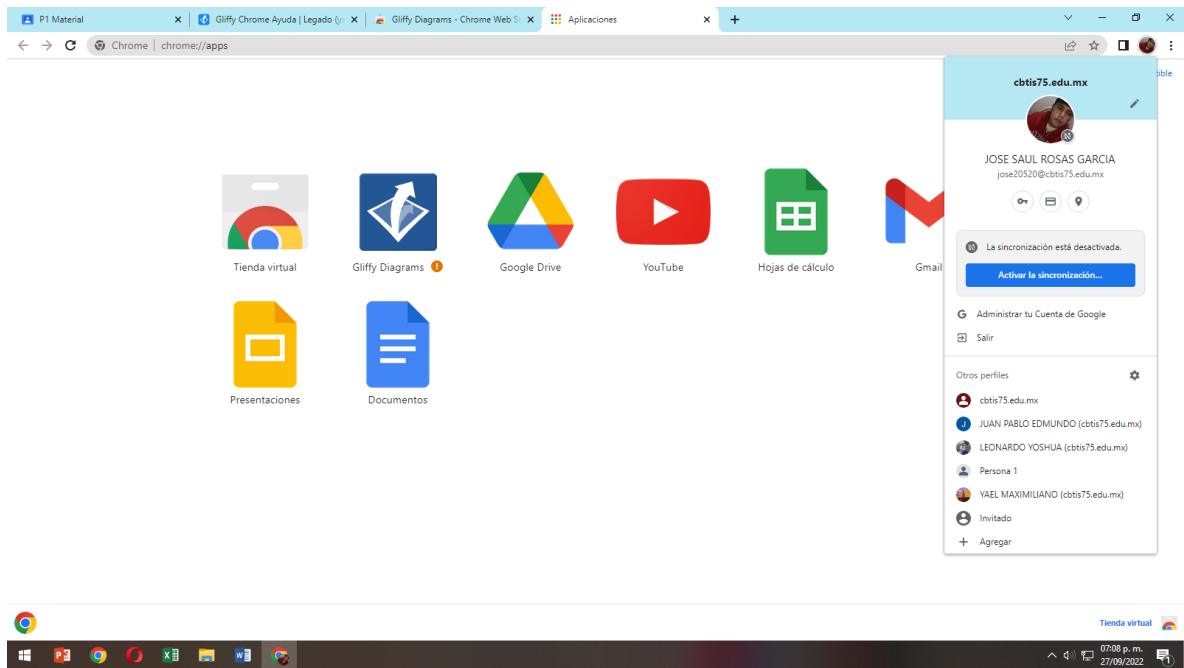 P1 Material
Gliffy Chrome Ayuda | Legado (y
Gliffy Diagrams - Chrome Web St
Aplicaciones
Chrome | chrome://apps
tible
cbtis75.edu.mx
JOSE SAUL ROSAS GARCIA
jose20520@cbtis75.edu.mx
La sincronización está desactivada.
Activar la sincronización...
Administrar tu Cuenta de Google
Salir
Otros perfiles
cbtis75.edu.mx
J JUAN PABLO EDMUNDO (cbtis75.edu.mx)
LEONARDO YOSHUA (cbtis75.edu.mx)
Persona 1
YAEL MAXIMILIANO (cbtis75.edu.mx)
Invitado
Agregar
Tienda virtual
Gliffy Diagrams
Google Drive
YouTube
Hojas de cálculo
Gmail
Presentaciones
Documentos
Tienda virtual
07:08 p. m.
27/09/2022
1